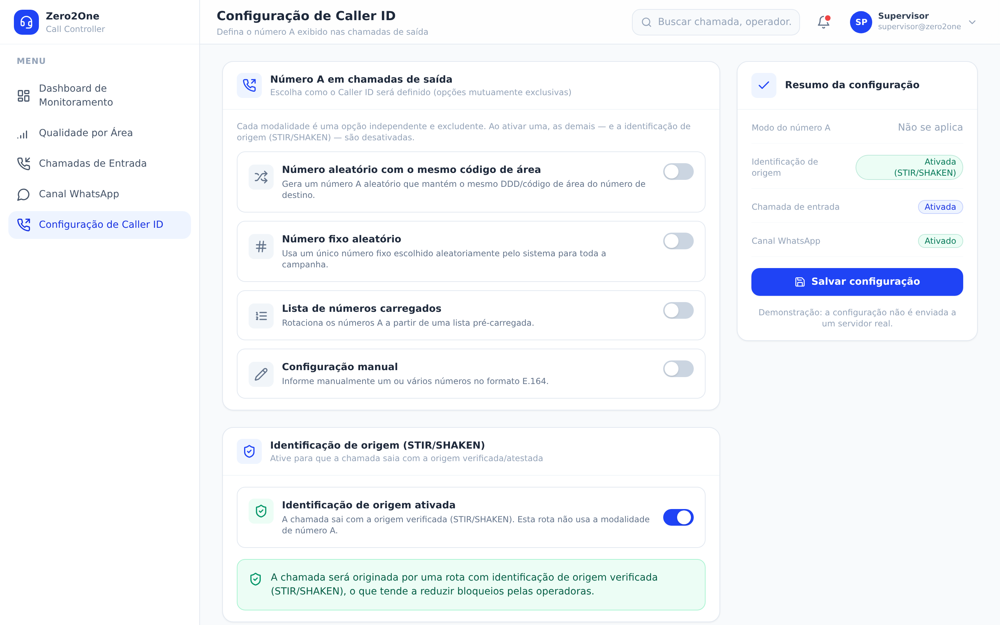 Zero2One
Call Controller
MENU
Dashboard de
Monitoramento
Qualidade por Área
Chamadas de Entrada
Canal WhatsApp
Configuração de Caller ID
Configuração de Caller ID
Defina o número A exibido nas chamadas de saída
Buscar chamada, operador.
SP
Supervisor
supervisor@zero2one
Número A em chamadas de saída
Escolha como o Caller ID será definido (opções mutuamente exclusivas)
Cada modalidade é uma opção independente e excludente. Ao ativar uma, as demais — e a identificação de
origem (STIR/SHAKEN) — são desativadas.
Número aleatório com o mesmo código de área
Gera um número A aleatório que mantém o mesmo DDD/código de área do número de
destino.
Número fixo aleatório
Usa um único número fixo escolhido aleatoriamente pelo sistema para toda a
campanha.
Lista de números carregados
Rotaciona os números A a partir de uma lista pré-carregada.
Configuração manual
Informe manualmente um ou vários números no formato E.164.
Identificação de origem (STIR/SHAKEN)
Ative para que a chamada saia com a origem verificada/atestada
Identificação de origem ativada
A chamada sai com a origem verificada (STIR/SHAKEN). Esta rota não usa a modalidade
de número A.
A chamada será originada por uma rota com identificação de origem verificada
(STIR/SHAKEN), o que tende a reduzir bloqueios pelas operadoras.
Resumo da configuração
Modo do número A
Não se aplica
Identificação de
origem
Ativada
(STIR/SHAKEN)
Chamada de entrada
Ativada
Canal WhatsApp
Ativado
Salvar configuração
Demonstração: a configuração não é enviada a
um servidor real.